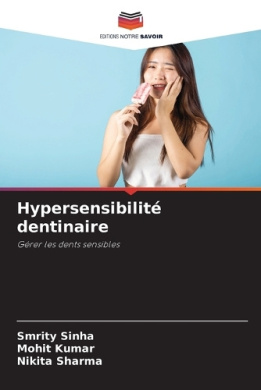 EDITIONS NOTRE SAVOIR
Hypersensibilité
dentinaire
Gérer les dents sensibles
Smrity Sinha
Mohit Kumar
Nikita Sharma